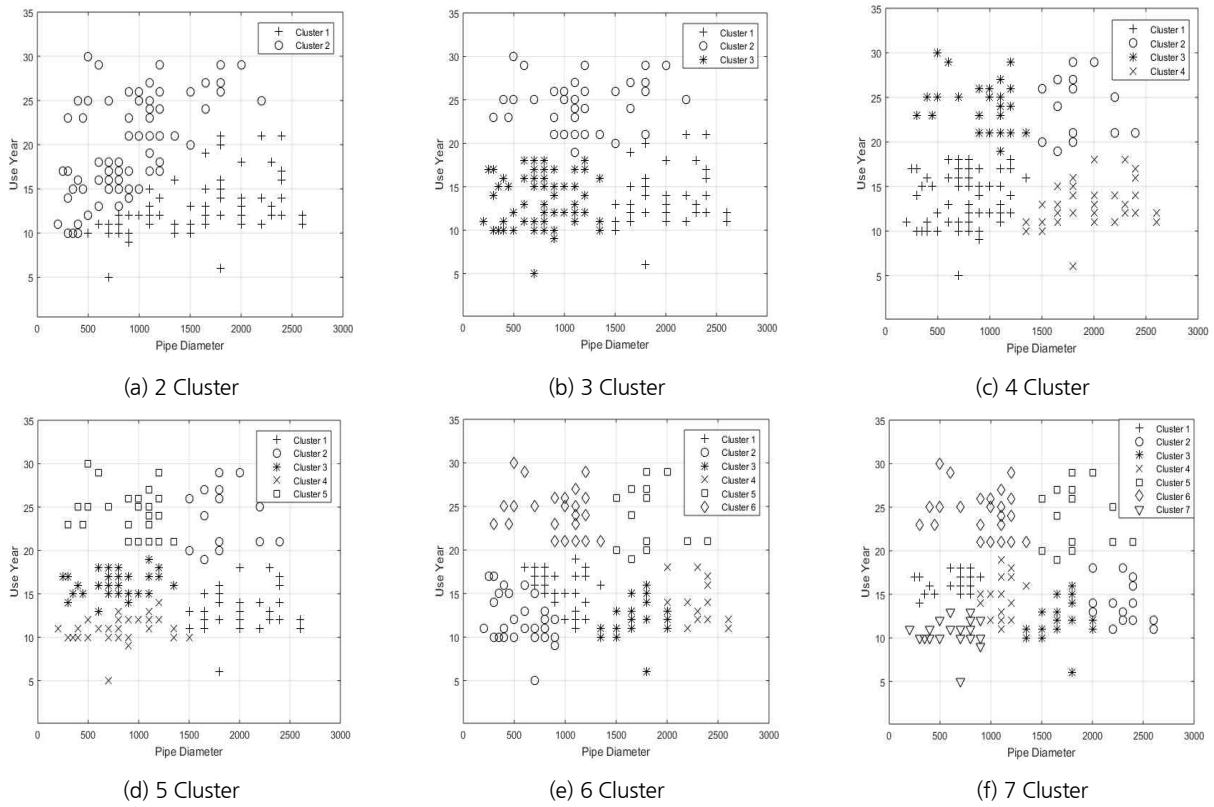 35
30
25
20
15
10
5
0 500 1000 1500 2000 2500 3000
Use Year
Pipe Diameter
Cluster 1
Cluster 2
(a) 2 Cluster
35
30
25
20
15
10
5
0 500 1000 1500 2000 2500 3000
Use Year
Pipe Diameter
Cluster 1
Cluster 2
Cluster 3
(b) 3 Cluster
35
30
25
20
15
10
5
0 500 1000 1500 2000 2500 3000
Use Year
Pipe Diameter
Cluster 1
Cluster 2
Cluster 3
Cluster 4
(c) 4 Cluster
35
30
25
20
15
10
5
0 500 1000 1500 2000 2500 3000
Use Year
Pipe Diameter
Cluster 1
Cluster 2
Cluster 3
Cluster 4
Cluster 5
(d) 5 Cluster
35
30
25
20
15
10
5
0 500 1000 1500 2000 2500 3000
Use Year
Pipe Diameter
Cluster 1
Cluster 2
Cluster 3
Cluster 4
Cluster 5
Cluster 6
(e) 6 Cluster
35
30
25
20
15
10
5
0 500 1000 1500 2000 2500 3000
Use Year
Pipe Diameter
Cluster 1
Cluster 2
Cluster 3
Cluster 4
Cluster 5
Cluster 6
Cluster 7
(f) 7 Cluster